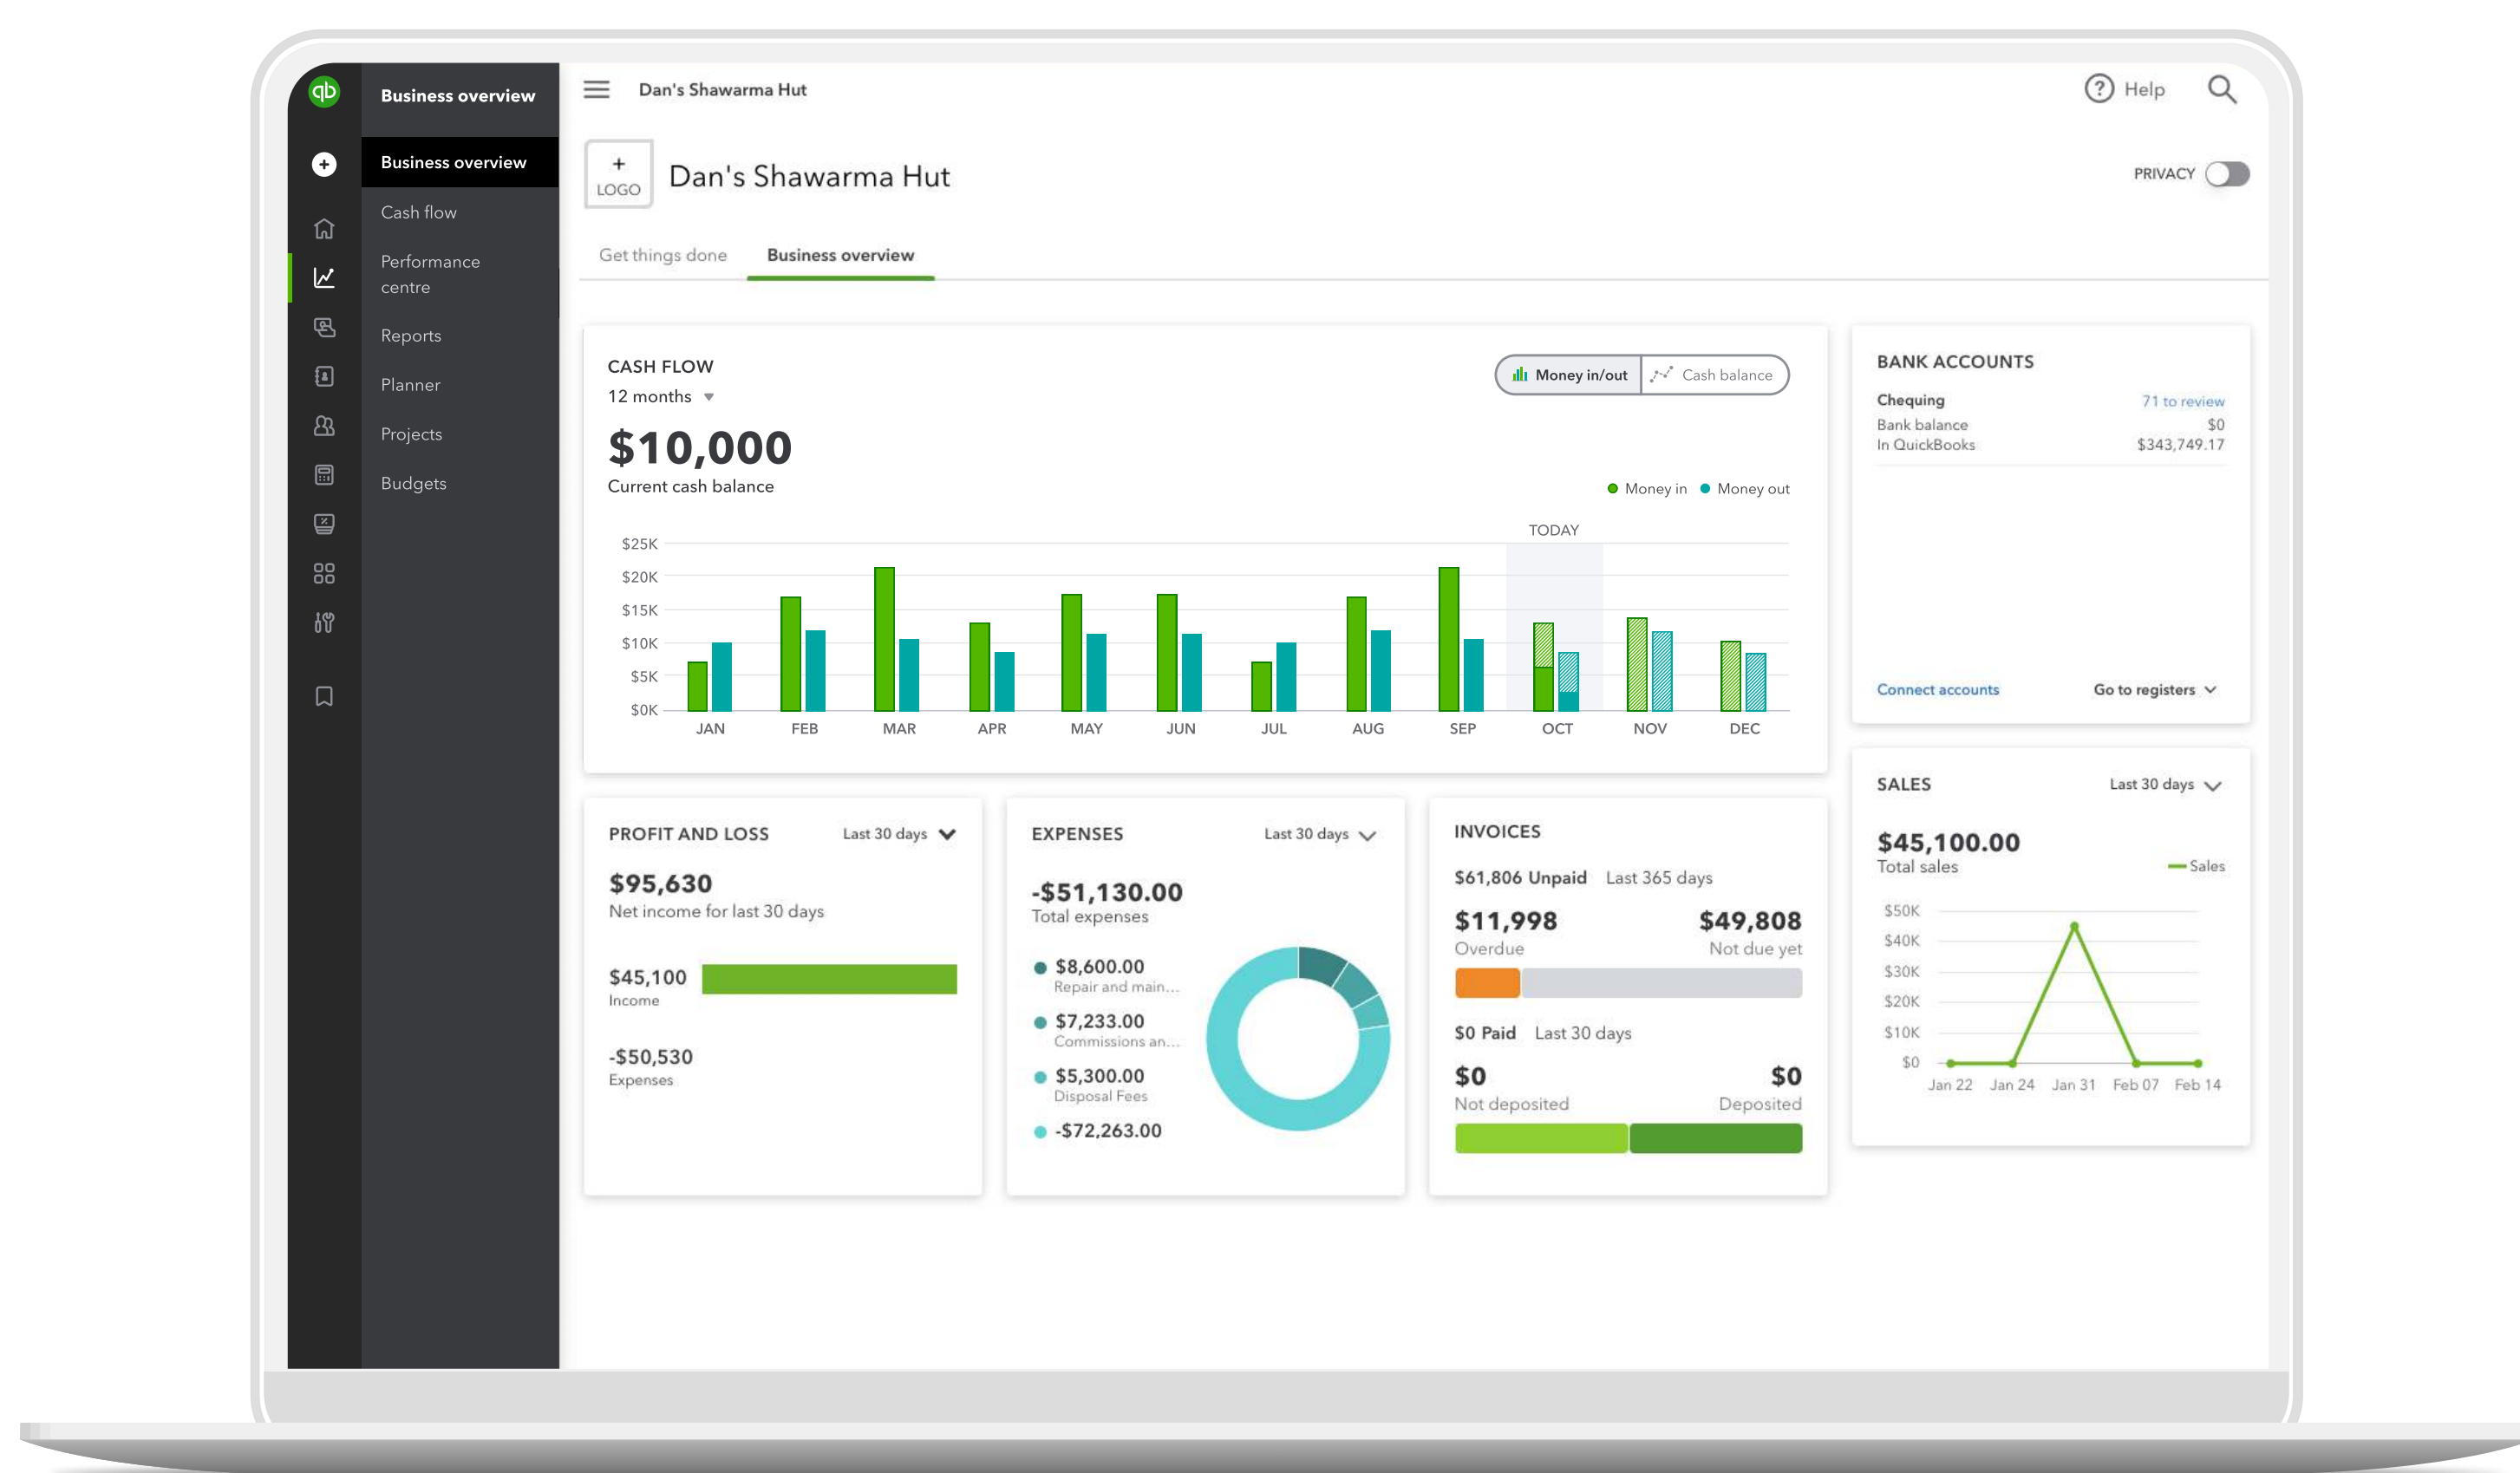 qb
Business overview
Business overview
Cash flow
Performance
centre
Reports
Planner
Projects
Budgets
Dan's Shawarma Hut
? Help
+
LOGO
Dan's Shawarma Hut
PRIVACY
Get things done Business overview
CASH FLOW
12 months
Money in/out Cash balance
$10,000
Current cash balance
Money in Money out
TODAY
$25K
$20K
$15K
$10K
$5K
$0K
JAN FEB MAR APR MAY JUN JUL AUG SEP OCT NOV DEC
BANK ACCOUNTS
Chequing 71 to review
Bank balance $0
In QuickBooks $343,749.17
Connect accounts Go to registers
PROFIT AND LOSS Last 30 days
$95,630
Net income for last 30 days
$45,100
Income
-$50,530
Expenses
EXPENSES Last 30 days
-$51,130.00
Total expenses
$8,600.00
Repair and main...
$7,233.00
Commissions an...
$5,300.00
Disposal Fees
-$72,263.00
INVOICES
$61,806 Unpaid Last 365 days
$11,998 $49,808
Overdue Not due yet
$0 Paid Last 30 days
$0 $0
Not deposited Deposited
SALES Last 30 days
$45,100.00
Total sales Sales
$50K
$40K
$30K
$20K
$10K
$0
Jan 22 Jan 24 Jan 31 Feb 07 Feb 14